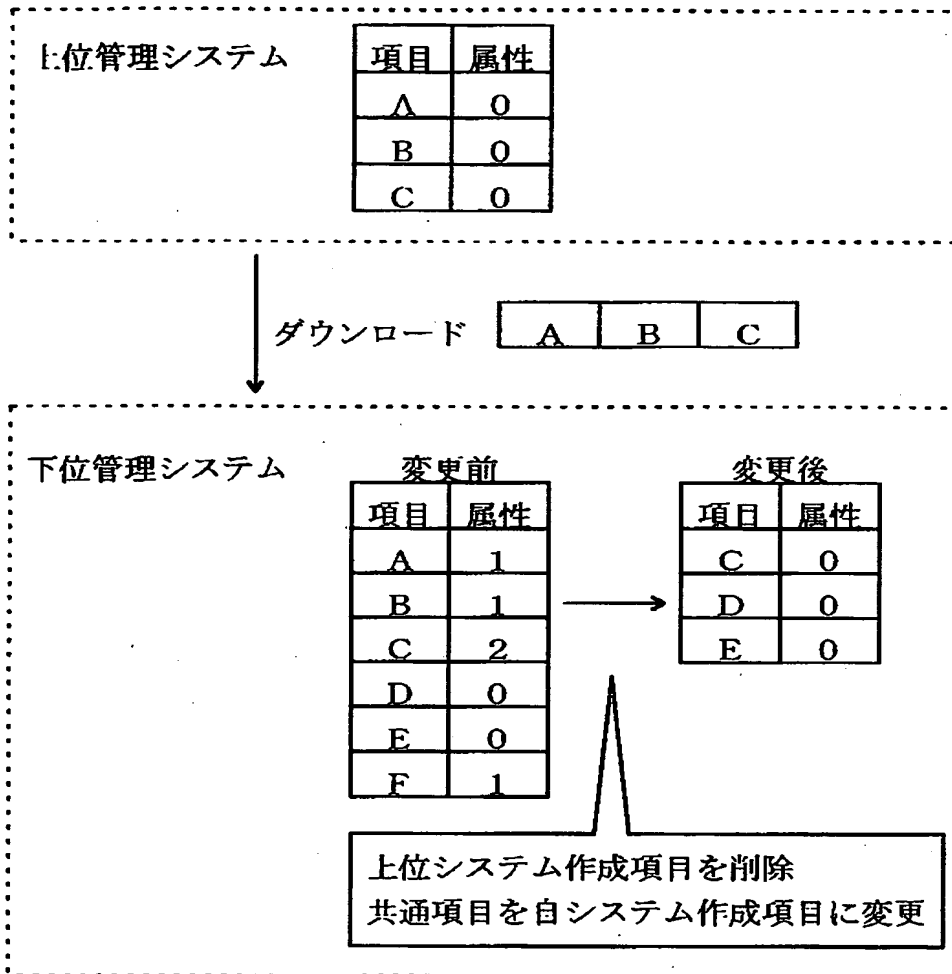 上位管理システム
項目 属性
A 0
B 0
C 0
ダウンロード A B C
下位管理システム
変更前
項目 属性
A 1
B 1
C 2
D 0
E 0
F 1
変更後
項目 属性
C 0
D 0
E 0
上位システム作成項目を削除
共通項目を自システム作成項目に変更